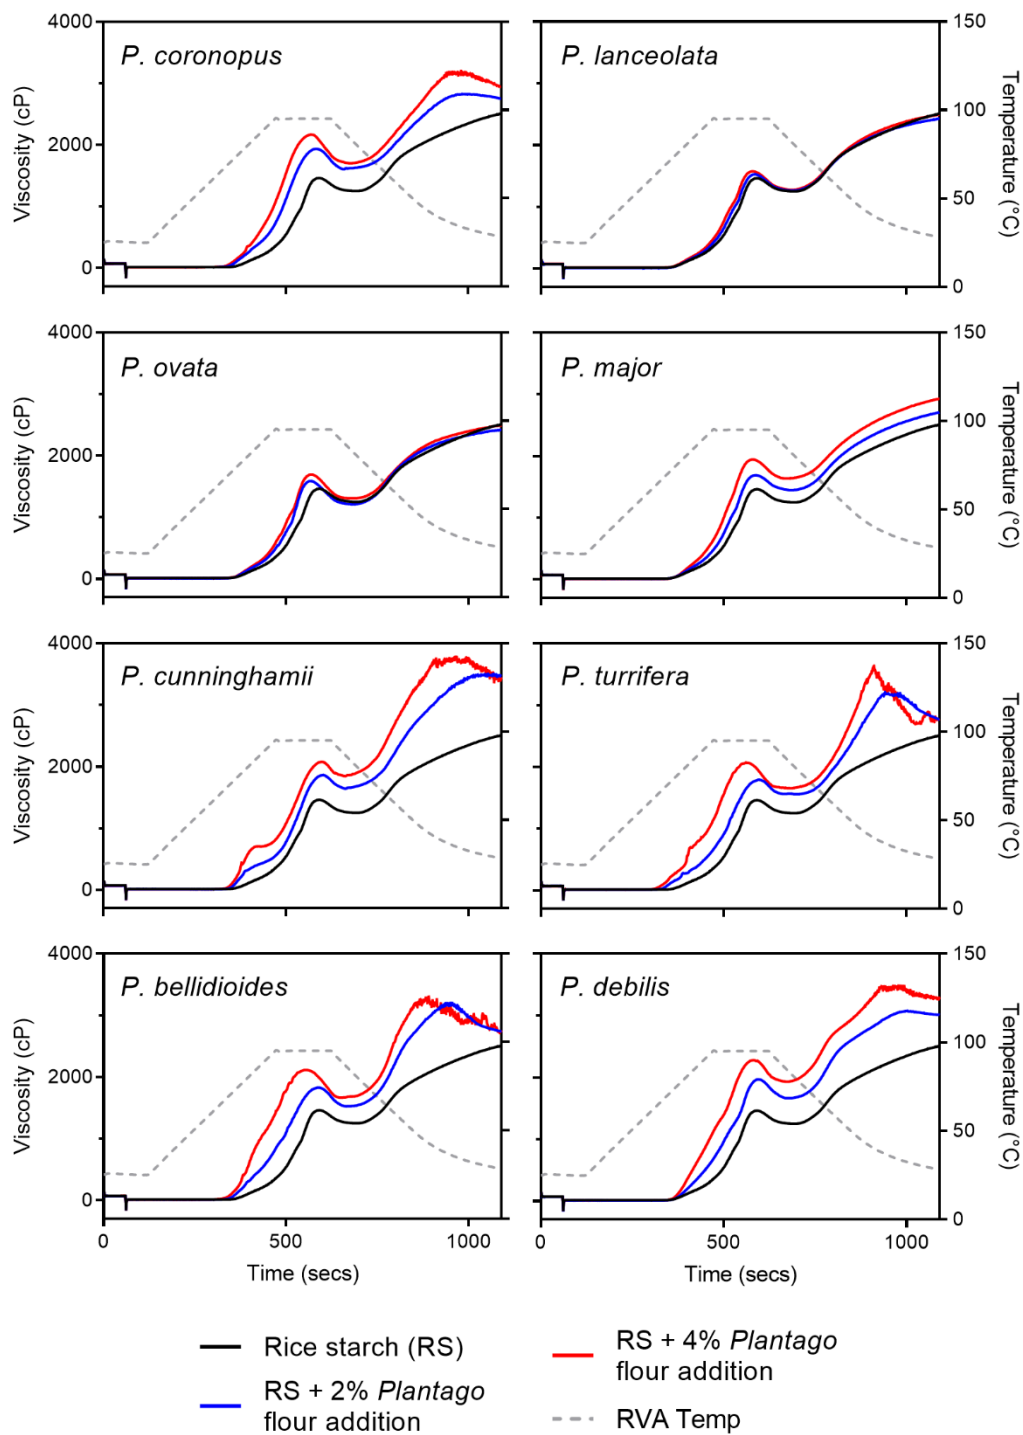 4000
2000
0
Viscosity (cP)
P. coronopus
P. lanceolata
150
100
50
0
Temperature (°C)
4000
2000
0
Viscosity (cP)
P. ovata
P. major
150
100
50
0
Temperature (°C)
4000
2000
0
Viscosity (cP)
P. cunninghamii
P. turrifera
150
100
50
0
Temperature (°C)
4000
2000
0
Viscosity (cP)
P. bellidioides
P. debilis
150
100
50
0
Temperature (°C)
0 500 1000
0 500 1000
Time (secs)
Time (secs)
Rice starch (RS)
RS + 2% Plantago
flour addition
RS + 4% Plantago
flour addition
RVA Temp